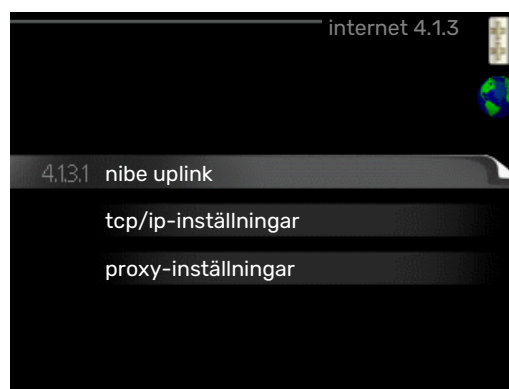 internet 4.1.3
4.1.3.1 nibe uplink
tcp/ip-inställningar
proxy-inställningar